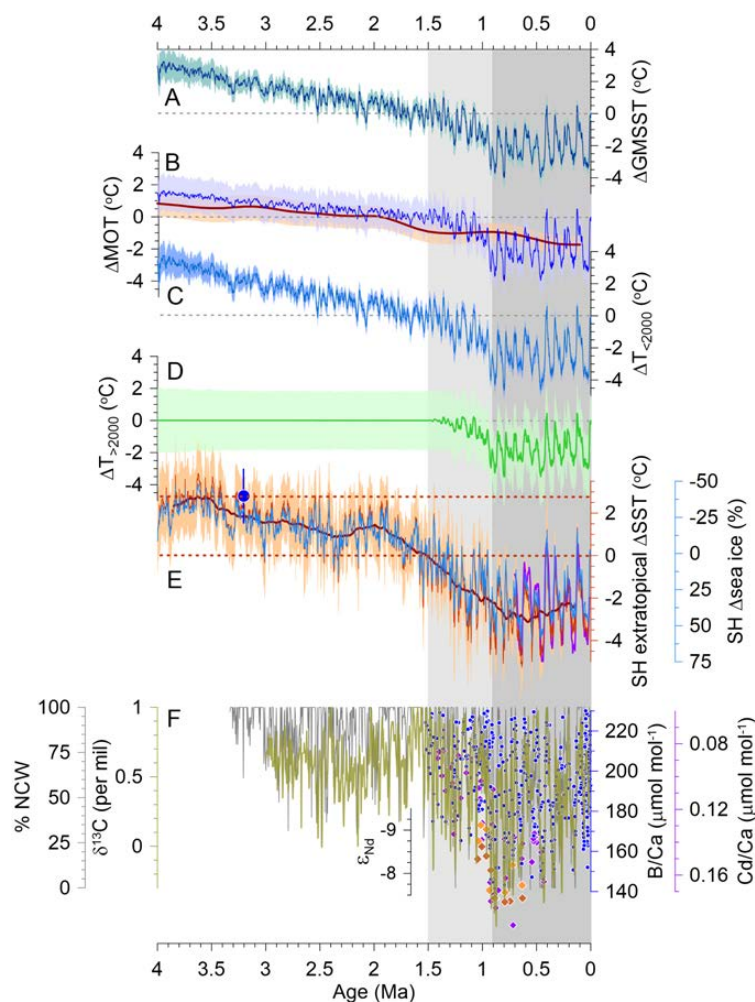 4 3.5 3 2.5 2 1.5 1 0.5 0
4
2
0
-2
-4
ΔGMSST (°C)
A
4
2
0
-2
-4
ΔMOT (°C)
B
4
2
0
-2
-4
ΔT<2000 (°C)
C
4
2
0
-2
-4
ΔT>2000 (°C)
D
2
0
-2
-4
SH extratopical ΔSST (°C)
-50
-25
0
25
50
75
SH Δsea ice (%)
E
100
75
50
25
0
% NCW
1
0.5
0
δ13C (per mil)
F
-9
-8
εNd
220
200
180
160
140
B/Ca (μmol mol-1)
0.08
0.12
0.16
Cd/Ca (μmol mol-1)
4 3.5 3 2.5 2 1.5 1 0.5 0
Age (Ma)